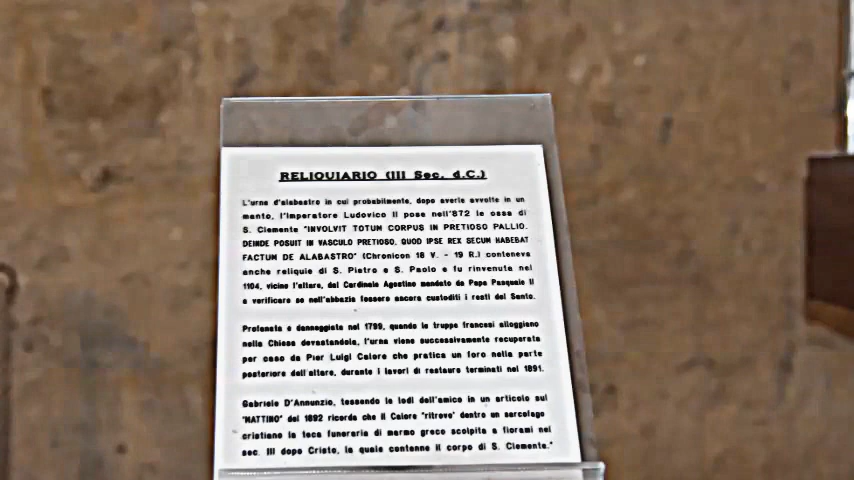 RELIQUIARIO (III Sec. d.C.)
L'urna d'alabastro in cui probabilmente, dopo averle avvolte in un
manto, l'Imperatore Ludovico II pose nell'872 le ossa di
S. Clemente "INVOLVIT TOTUM CORPUS IN PRETIOSO PALLIO.
DEINDE POSUIT IN VASCULO PRETIOSO, QUOD IPSE REX SECUM HABEBAT
FACTUM DE ALABASTRO" (Chronicon 18 V. - 19 R.) conteneva
anche reliquie di S. Pietro e S. Paolo e fu rinvenuta nel
1104, vicino l'altare, dal Cardinale Agostino mandato da Papa Pasquale II
a verificare se nell'abbazia fossero ancora custoditi i resti del Santo.
Profanata e danneggiata nel 1799, quando le truppe francesi alloggiano
nella Chiesa devastandola, l'urna viene successivamente recuperata
per caso da Pier Luigi Calore che pratica un foro nella parte
posteriore dell'altare, durante i lavori di restauro terminati nel 1891.
Gabriele D'Annunzio, tessendo le lodi dell'amico in un articolo sul
"MATTINO" del 1892 ricorda che il Calore "ritrovo' dentro un sarcofago
cristiano la teca funeraria di marmo greco scolpita a fiorami nel
sec. III dopo Cristo, la quale contenne il corpo di S. Clemente."